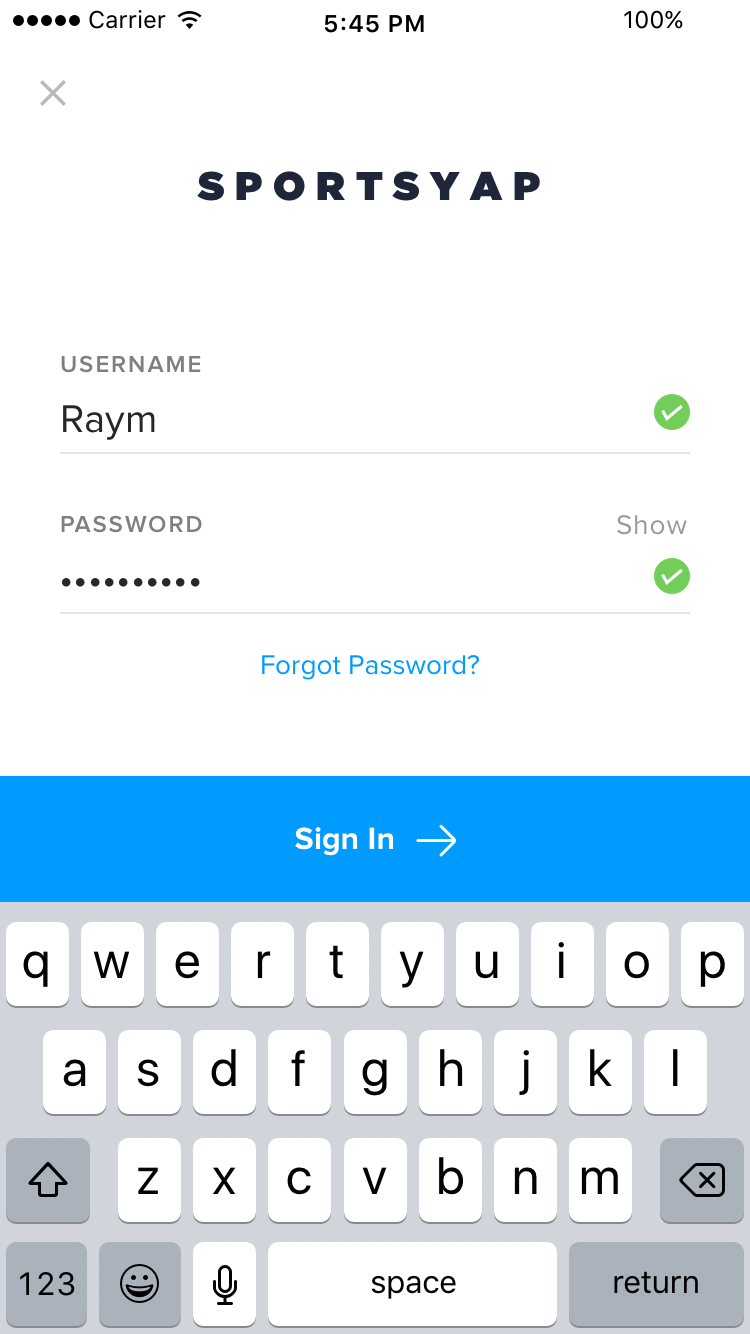 Carrier 5:45 PM 100%
SPORTSYAP
USERNAME
Raym
PASSWORD Show
••••••••••
Forgot Password?
Sign In
q w e r t y u i o p
a s d f g h j k l
z x c v b n m
123 space return